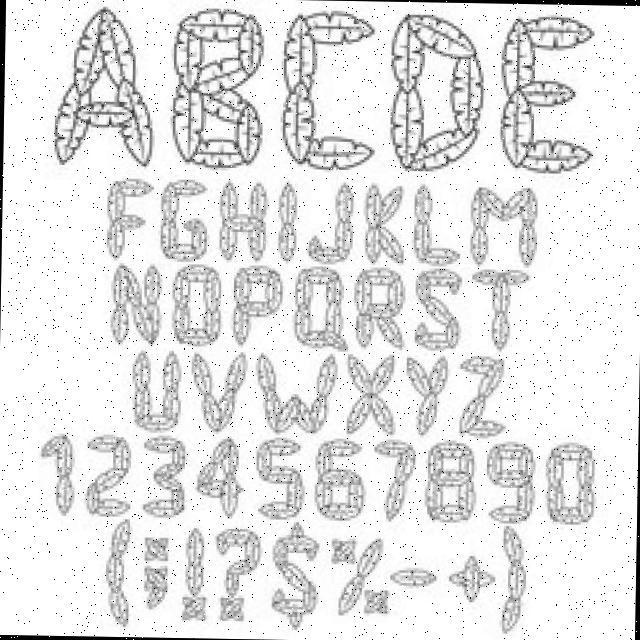 ABCDE
FGHIJKLM
NOPQRST
UVWXYZ
1234567890
(;!?$%-+)